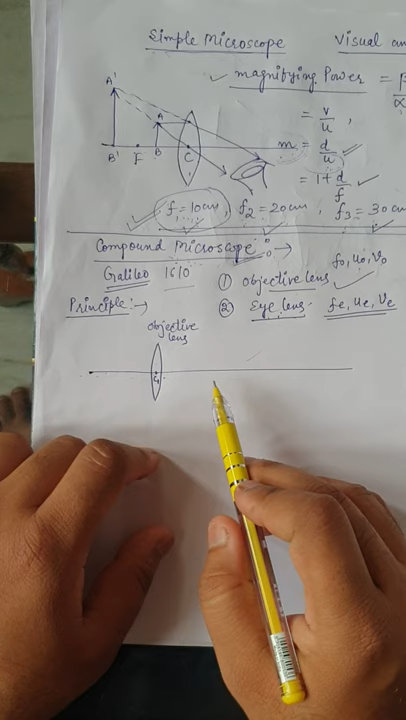 Simple Microscope Visual an
magnifying Power = β/α
= v/u ,
m = d/u
= 1+ d/f
A'
A
B' F B C
f₁ = 10cm, f₂ = 20cm, f₃ = 30cm
Compound Microscope :→
Galileo 1610 ① objective lens fo, uo, vo
Principle :→ ② Eye lens. fe, ue, ve
objective
lens